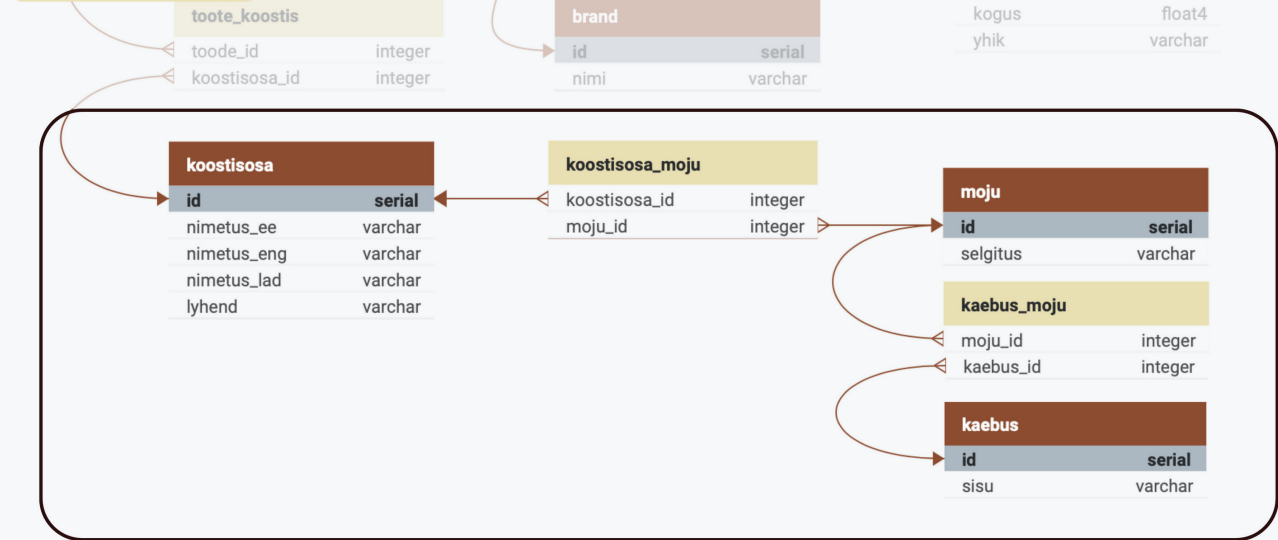 toote_koostis
toode_id integer
koostisosa_id integer
brand
id serial
nimi varchar
kogus float4
yhik varchar
koostisosa
id serial
nimetus_ee varchar
nimetus_eng varchar
nimetus_lad varchar
lyhend varchar
koostisosa_moju
koostisosa_id integer
moju_id integer
moju
id serial
selgitus varchar
kaebus_moju
moju_id integer
kaebus_id integer
kaebus
id serial
sisu varchar